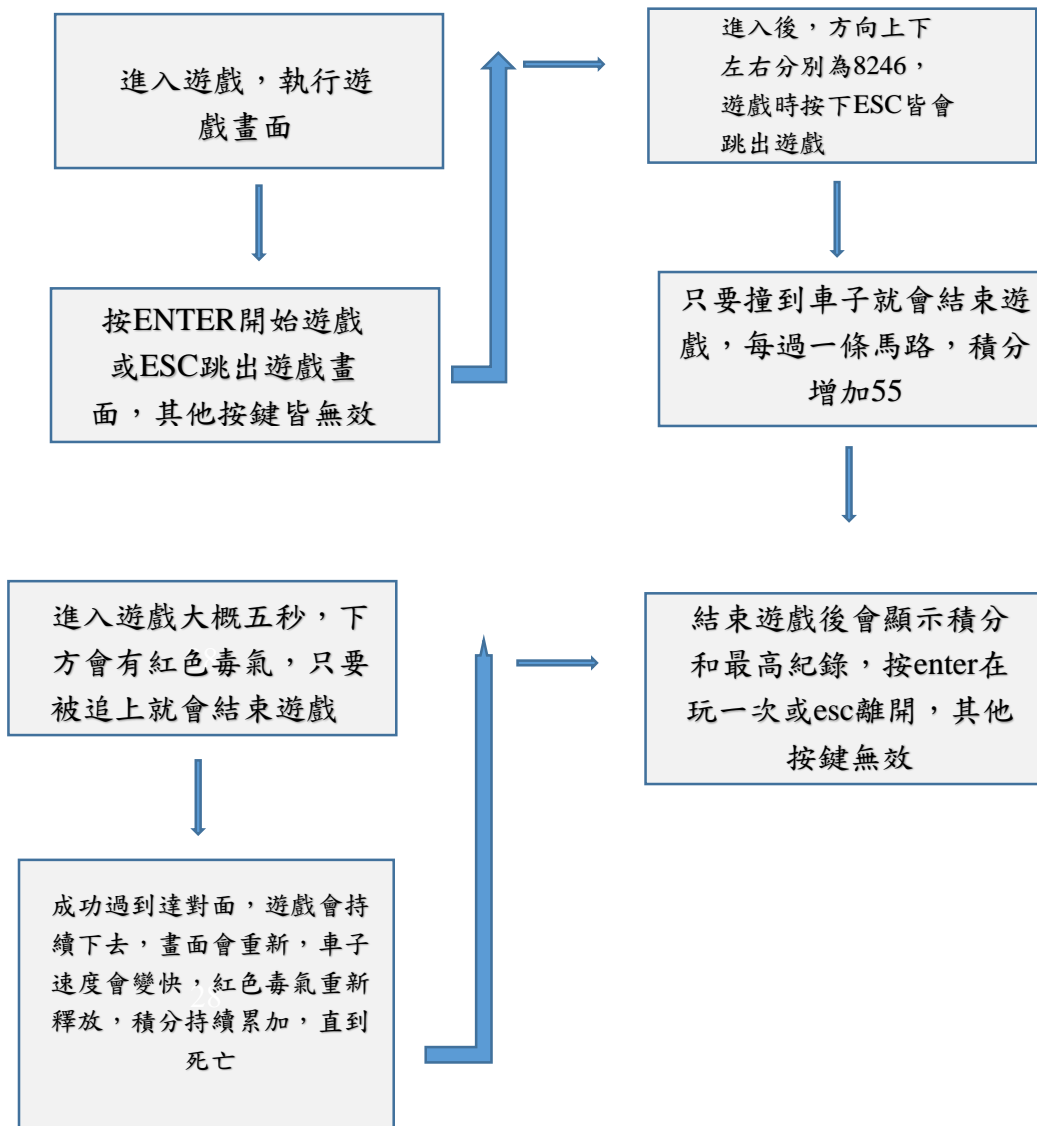 進入遊戲，執行遊
戲畫面
按ENTER開始遊戲
或ESC跳出遊戲畫
面，其他按鍵皆無效
進入後，方向上下
左右分別為8246，
遊戲時按下ESC皆會
跳出遊戲
只要撞到車子就會結束遊
戲，每過一條馬路，積分
增加55
進入遊戲大概五秒，下
方會有紅色毒氣，只要
被追上就會結束遊戲
成功過到達對面，遊戲會持
續下去，畫面會重新，車子
速度會變快，紅色毒氣重新
釋放，積分持續累加，直到
死亡
28
結束遊戲後會顯示積分
和最高紀錄，按enter在
玩一次或esc離開，其他
按鍵無效